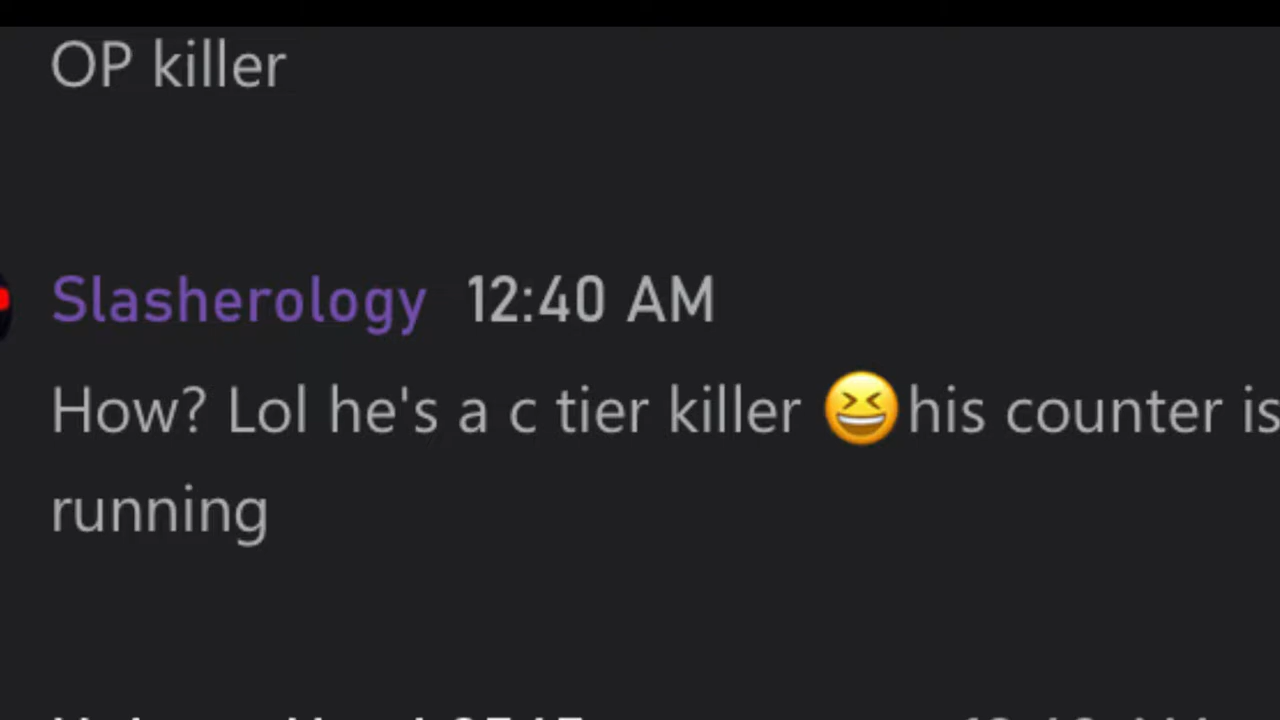 OP killer
Slasherology 12:40 AM
How? Lol he's a c tier killer 😆his counter is
running